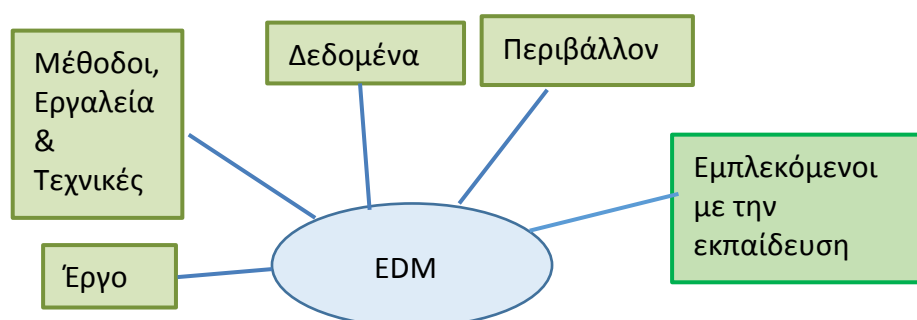 Μέθοδοι,
Εργαλεία
&
Τεχνικές
Δεδομένα
Περιβάλλον
Εμπλεκόμενοι
με την
εκπαίδευση
Έργο
EDM